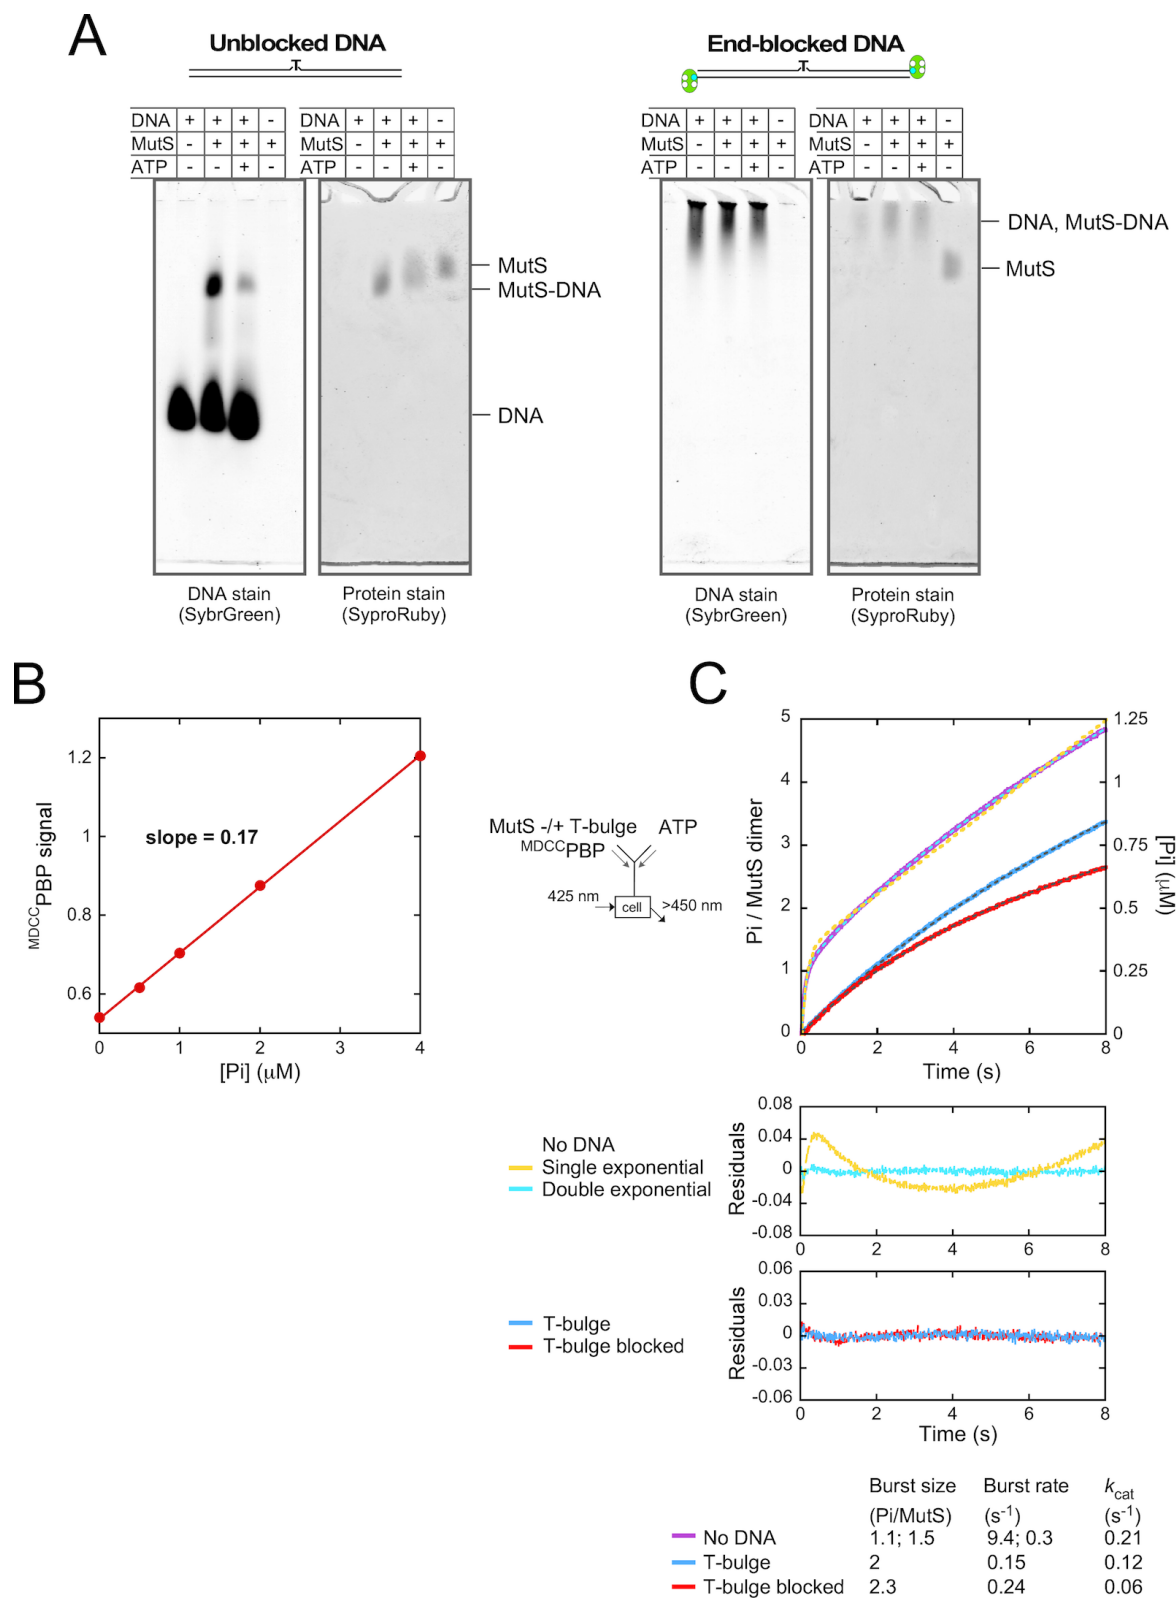 A
Unblocked DNA
T
End-blocked DNA
T
DNA + + + -
MutS - + + +
ATP - - + -
DNA + + + -
MutS - + + +
ATP - - + -
DNA + + + -
MutS - + + +
ATP - - + -
DNA + + + -
MutS - + + +
ATP - - + -
MutS
MutS-DNA
DNA
DNA, MutS-DNA
MutS
DNA stain
(SybrGreen)
Protein stain
(SyproRuby)
DNA stain
(SybrGreen)
Protein stain
(SyproRuby)
B
MDCCPBP signal
1.2
1
0.8
0.6
slope = 0.17
0 1 2 3 4
[Pi] (μM)
MutS -/+ T-bulge ATP
MDCCPBP
425 nm
cell
>450 nm
C
Pi / MutS dimer
5
4
3
2
1
0
1.25
1
0.75
0.5
0.25
0
[Pi] (μM)
0 2 4 6 8
Time (s)
No DNA
Single exponential
Double exponential
Residuals
0.08
0.04
0
-0.04
-0.08
0 2 4 6 8
T-bulge
T-bulge blocked
Residuals
0.06
0.03
0
-0.03
-0.06
0 2 4 6 8
Time (s)
Burst size Burst rate kcat
(Pi/MutS) (s-1) (s-1)
No DNA 1.1; 1.5 9.4; 0.3 0.21
T-bulge 2 0.15 0.12
T-bulge blocked 2.3 0.24 0.06